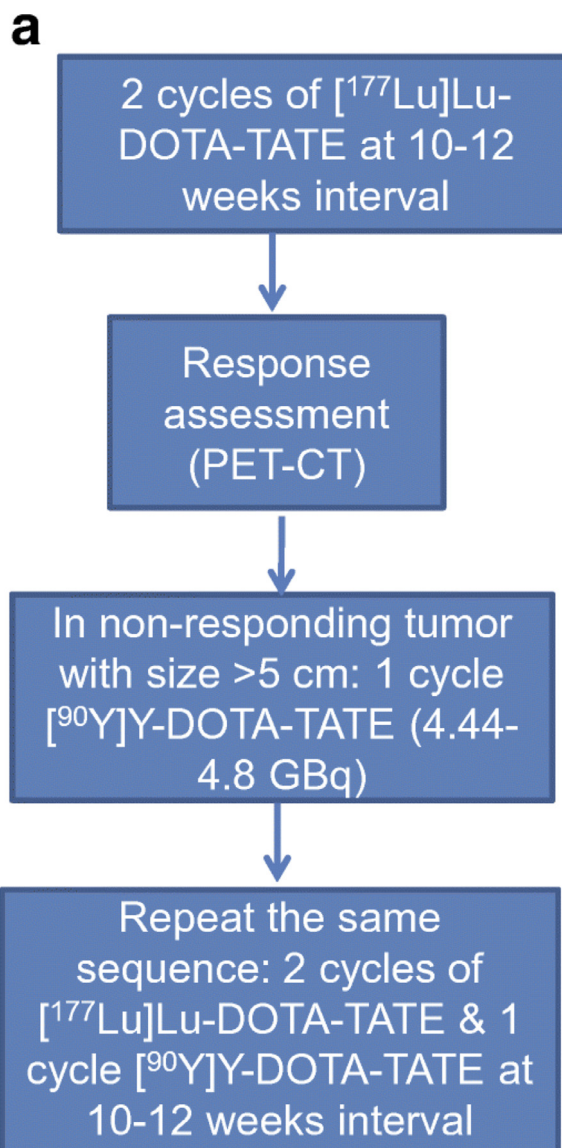 a
2 cycles of [¹⁷⁷Lu]Lu-
DOTA-TATE at 10-12
weeks interval
Response
assessment
(PET-CT)
In non-responding tumor
with size >5 cm: 1 cycle
[⁹⁰Y]Y-DOTA-TATE (4.44-
4.8 GBq)
Repeat the same
sequence: 2 cycles of
[¹⁷⁷Lu]Lu-DOTA-TATE & 1
cycle [⁹⁰Y]Y-DOTA-TATE at
10-12 weeks interval